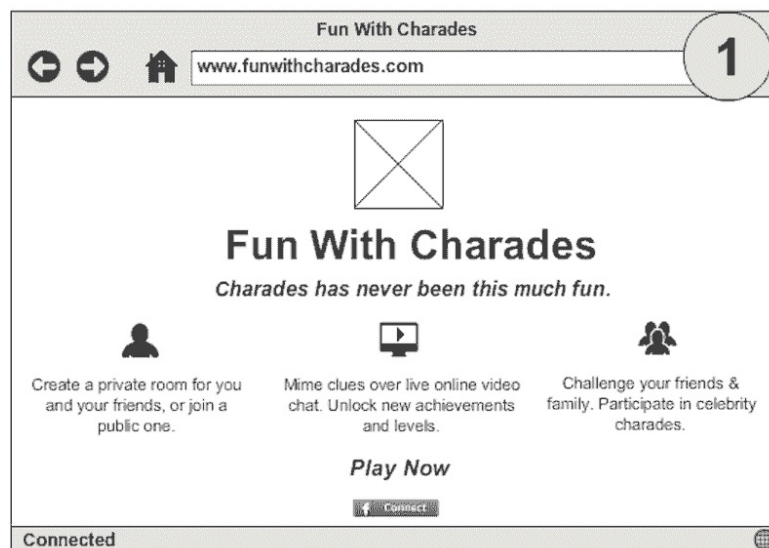 Fun With Charades
www.funwithcharades.com
1
Fun With Charades
Charades has never been this much fun.
Create a private room for you
and your friends, or join a
public one.
Mime clues over live online video
chat. Unlock new achievements
and levels.
Challenge your friends &
family. Participate in celebrity
charades.
Play Now
f Connect
Connected